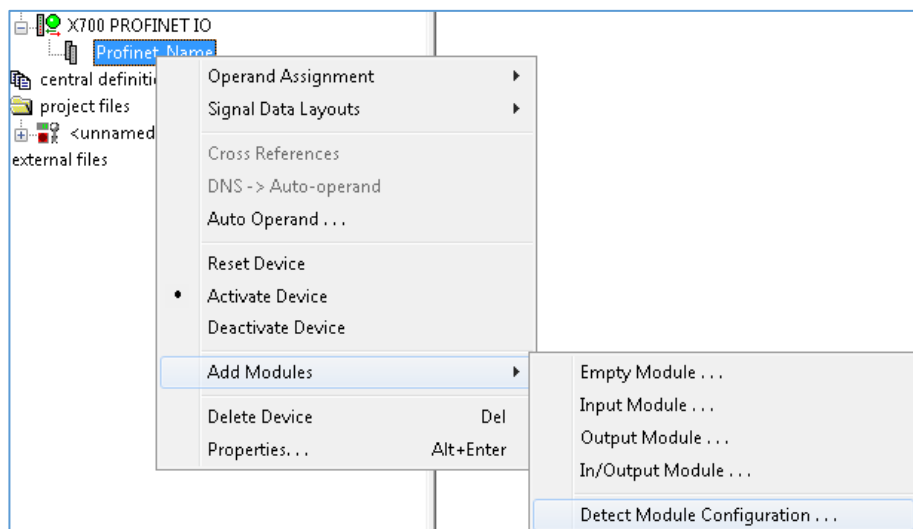 X700 PROFINET IO
Profinet_Name
central definiti
project files
<unnamed
external files
Operand Assignment
Signal Data Layouts
Cross References
DNS -> Auto-operand
Auto Operand . . .
Reset Device
Activate Device
Deactivate Device
Add Modules
Delete Device Del
Properties. . . Alt+Enter
Empty Module . . .
Input Module . . .
Output Module . . .
In/Output Module . . .
Detect Module Configuration . . .